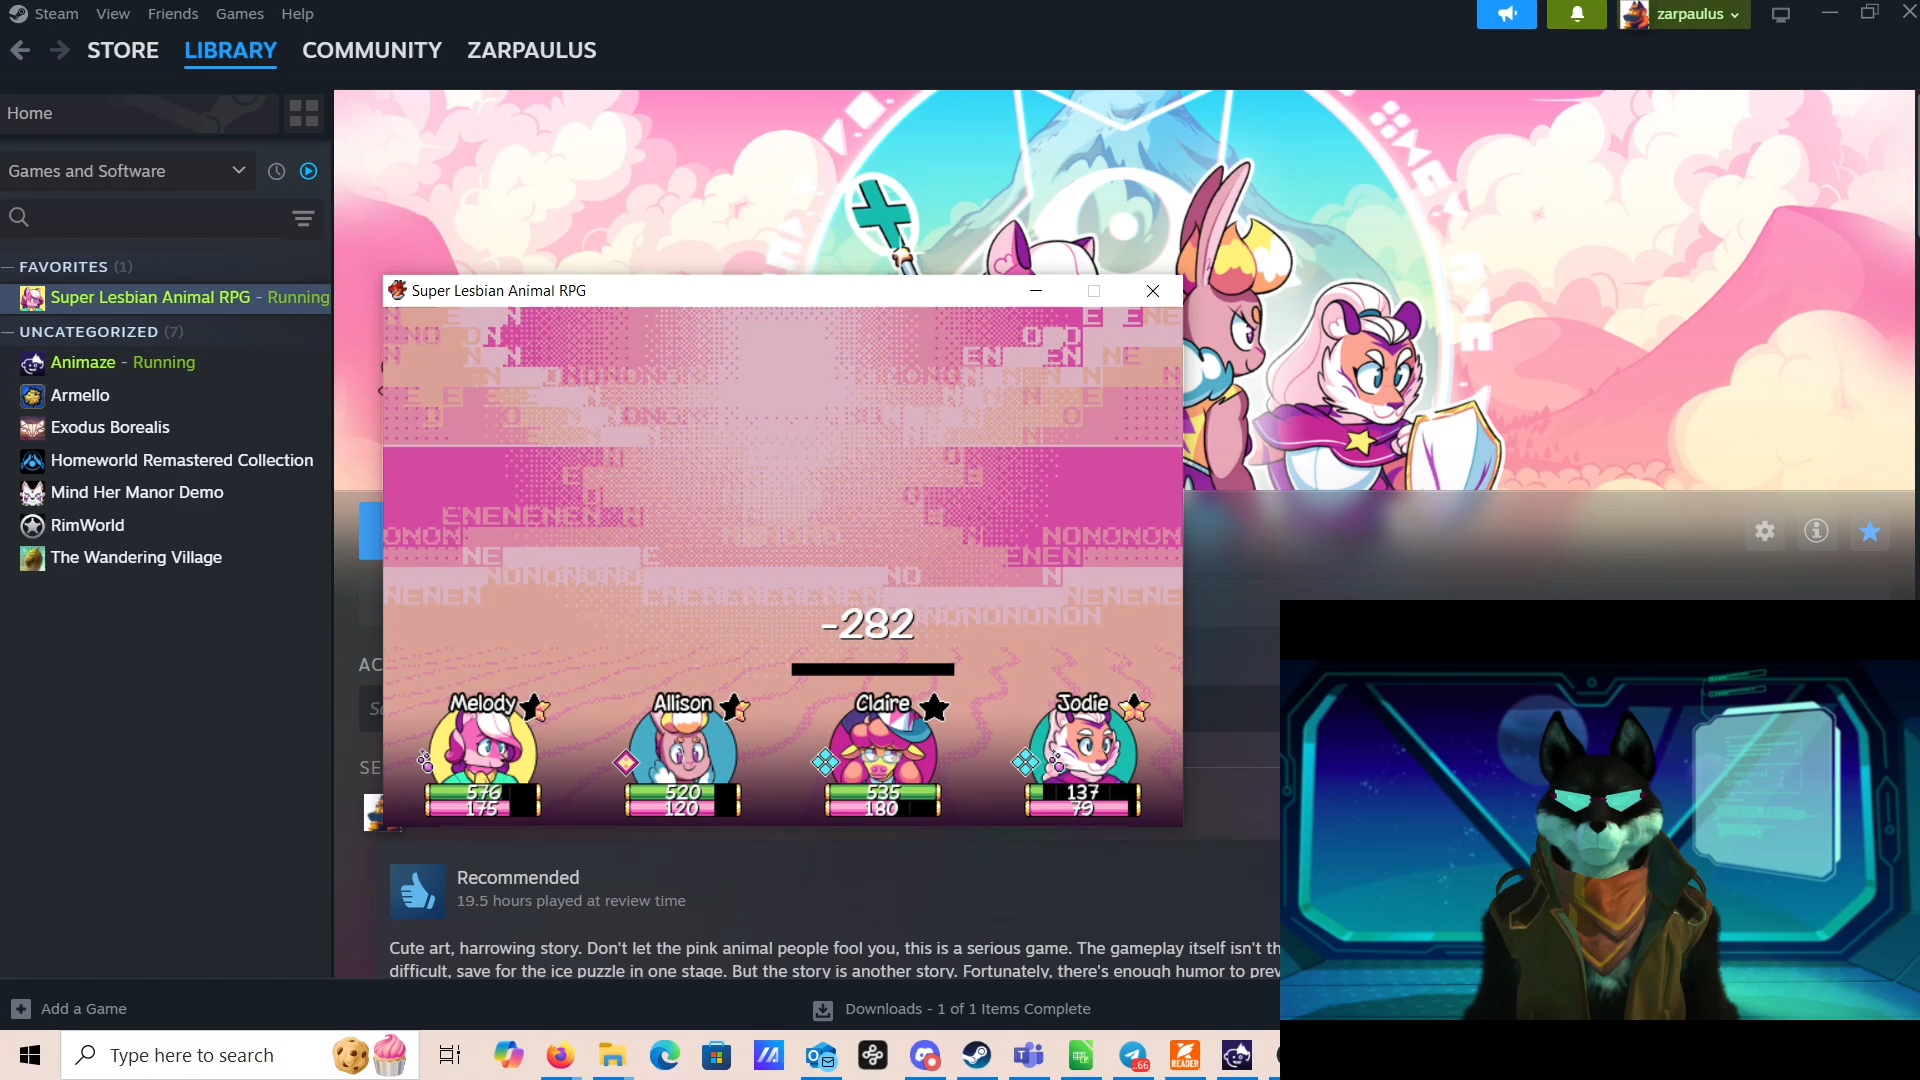 Steam View Friends Games Help
zarpaulus
STORE LIBRARY COMMUNITY ZARPAULUS
Home
Games and Software
FAVORITES (1)
Super Lesbian Animal RPG - Running
UNCATEGORIZED (7)
Animaze - Running
Armello
Exodus Borealis
Homeworld Remastered Collection
Mind Her Manor Demo
RimWorld
The Wandering Village
Super Lesbian Animal RPG
-282
Melody Allison Claire Jodie
576 520 535 137
175 120 180 79
Recommended
19.5 hours played at review time
Cute art, harrowing story. Don't let the pink animal people fool you, this is a serious game. The gameplay itself isn't th
difficult, save for the ice puzzle in one stage. But the story is another story. Fortunately, there's enough humor to prev
Add a Game
Downloads - 1 of 1 Items Complete
Type here to search
READER
66